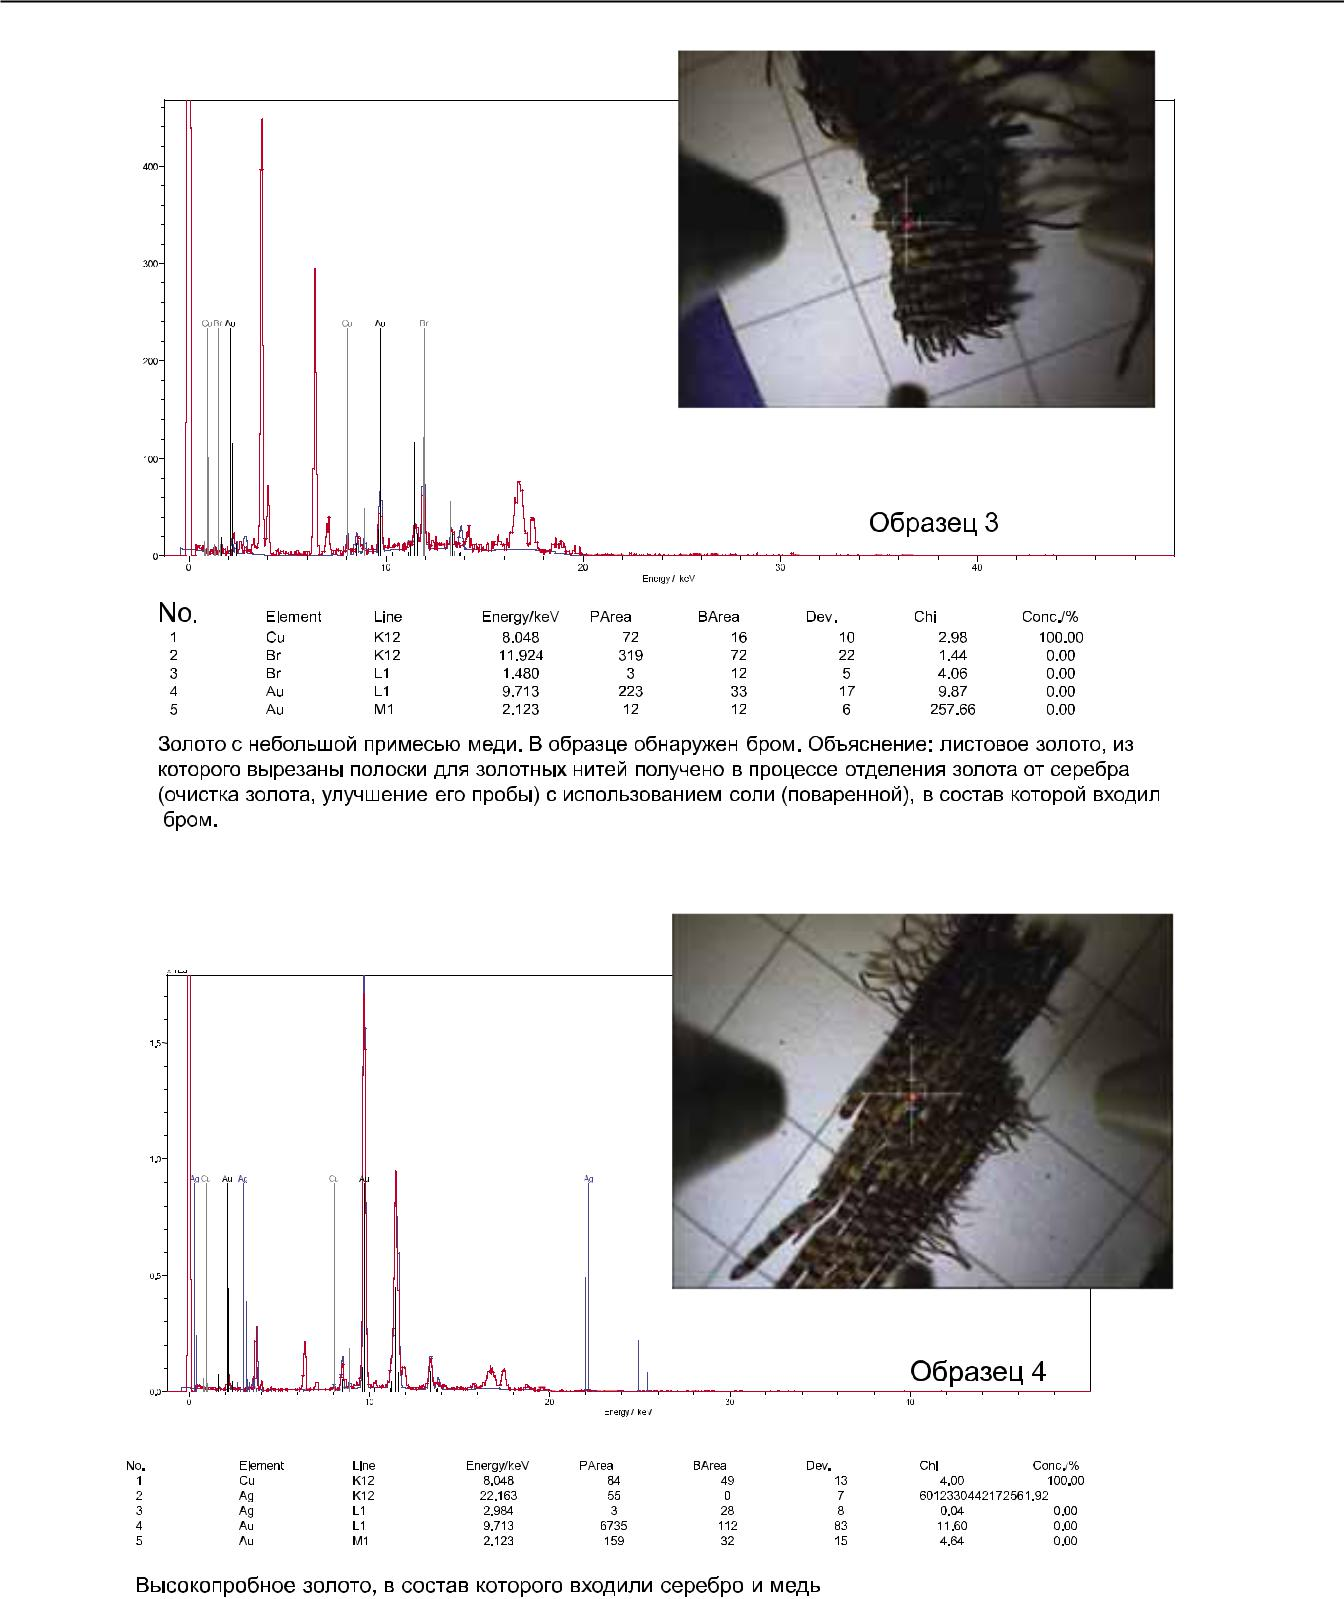 400
300
Cu Br Au Cu Au Br
200
100
0
0 10 20 30 40
Energy / keV
Образец 3
No. Element Line Energy/keV PArea BArea Dev. Chi Conc./%
1 Cu K12 8.048 72 16 10 2.98 100.00
2 Br K12 11.924 319 72 22 1.44 0.00
3 Br L1 1.480 3 12 5 4.06 0.00
4 Au L1 9.713 223 33 17 9.87 0.00
5 Au M1 2.123 12 12 6 257.66 0.00
Золото с небольшой примесью меди. В образце обнаружен бром. Объяснение: листовое золото, из
которого вырезаны полоски для золотных нитей получено в процессе отделения золота от серебра
(очистка золота, улучшение его пробы) с использованием соли (поваренной), в состав которой входил
бром.
1,5
1,0
Ag Cu Au Ag Cu Au Ag
0,5
0,0
0 10 20 30 40
Energy / keV
Образец 4
No. Element Line Energy/keV PArea BArea Dev. Chi Conc./%
1 Cu K12 8,048 84 49 13 4,00 100,00
2 Ag K12 22,163 55 0 7 6012330442172561.92
3 Ag L1 2,984 3 28 8 0,04 0,00
4 Au L1 9,713 6735 112 83 11,60 0,00
5 Au M1 2,123 159 32 15 4,64 0,00
Высокопробное золото, в состав которого входили серебро и медь